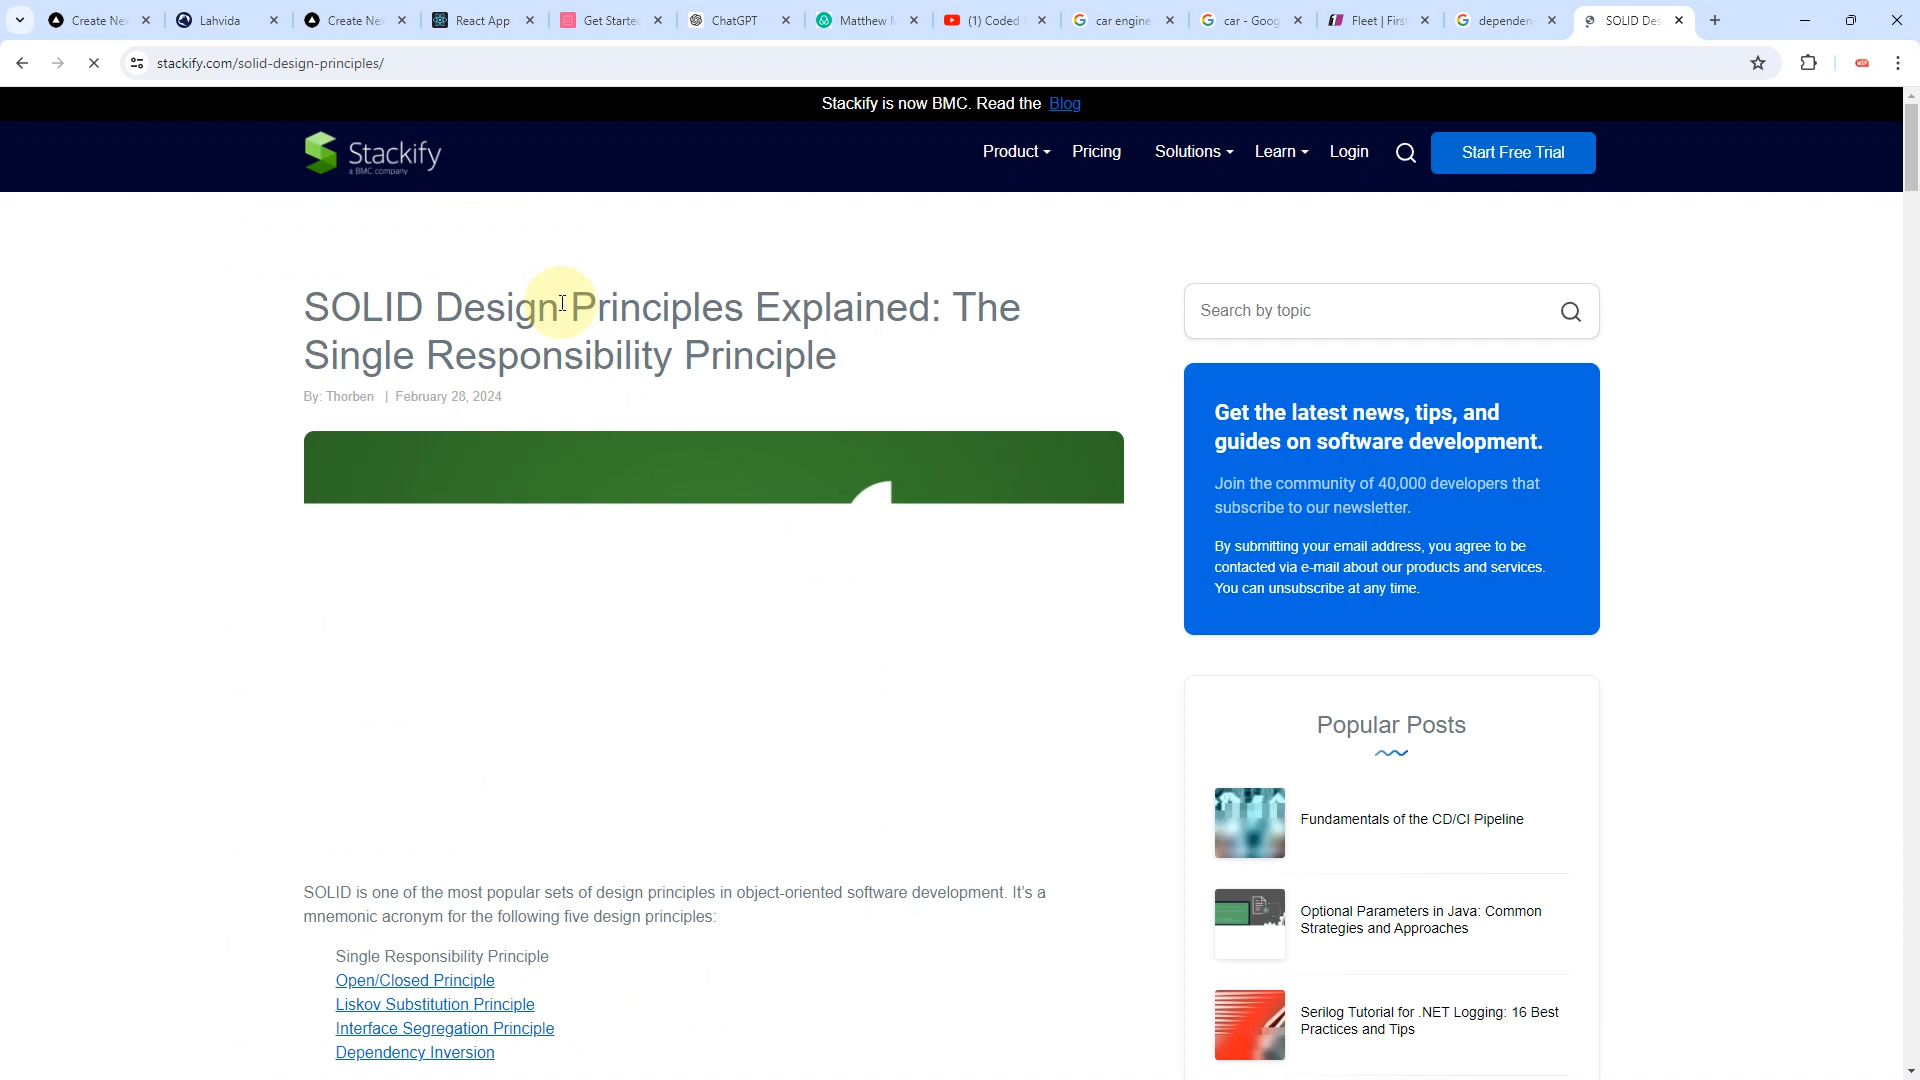 Create Ne
Lahvida
Create Ne
React App
Get Starte
ChatGPT
Matthew
(1) Coded
car engine
car - Goog
Fleet | Firs
depende
SOLID Des
stackify.com/solid-design-principles/
Stackify is now BMC. Read the Blog
Stackify
a BMC company
Product
Pricing
Solutions
Learn
Login
Start Free Trial
SOLID Design Principles Explained: The
Single Responsibility Principle
By: Thorben | February 28, 2024
Search by topic
Get the latest news, tips, and
guides on software development.
Join the community of 40,000 developers that
subscribe to our newsletter.
By submitting your email address, you agree to be
contacted via e-mail about our products and services.
You can unsubscribe at any time.
Popular Posts
Fundamentals of the CD/CI Pipeline
Optional Parameters in Java: Common
Strategies and Approaches
Serilog Tutorial for .NET Logging: 16 Best
Practices and Tips
SOLID is one of the most popular sets of design principles in object-oriented software development. It's a
mnemonic acronym for the following five design principles:
Single Responsibility Principle
Open/Closed Principle
Liskov Substitution Principle
Interface Segregation Principle
Dependency Inversion